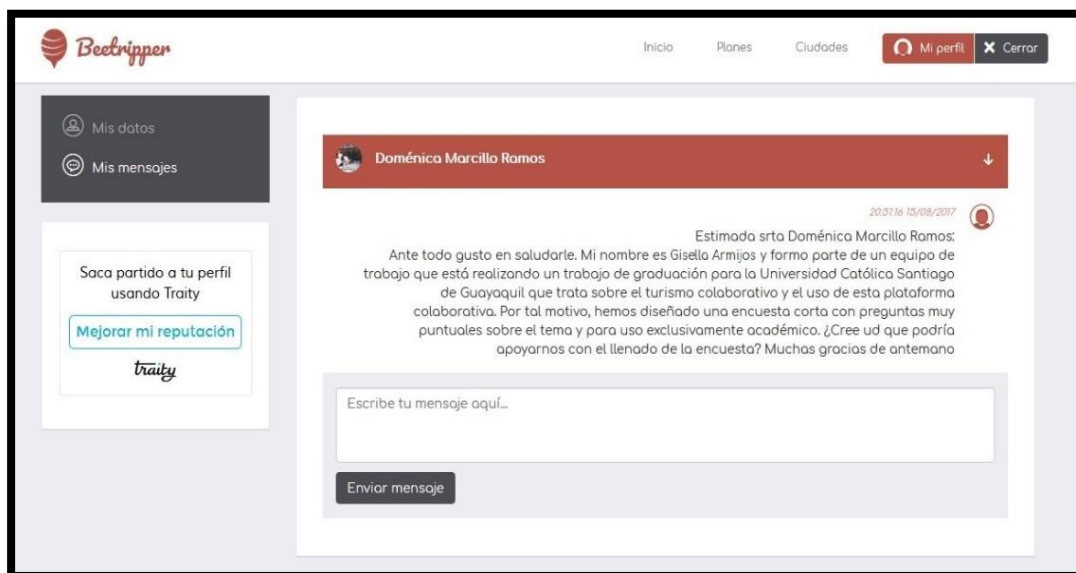 Beetripper
Inicio Planes Ciudades Mi perfil Cerrar
Mis datos
Mis mensajes
Saca partido a tu perfil
usando Traity
Mejorar mi reputación
traity
Doménica Marcillo Ramos
20:51:16 15/08/2017
Estimada srta Doménica Marcillo Ramos:
Ante todo gusto en saludarle. Mi nombre es Gisella Armijos y formo parte de un equipo de
trabajo que está realizando un trabajo de graduación para la Universidad Católica Santiago
de Guayaquil que trata sobre el turismo colaborativo y el uso de esta plataforma
colaborativa. Por tal motivo, hemos diseñado una encuesta corta con preguntas muy
puntuales sobre el tema y para uso exclusivamente académico. ¿Cree ud que podría
apoyarnos con el llenado de la encuesta? Muchas gracias de antemano
Escribe tu mensaje aquí...
Enviar mensaje